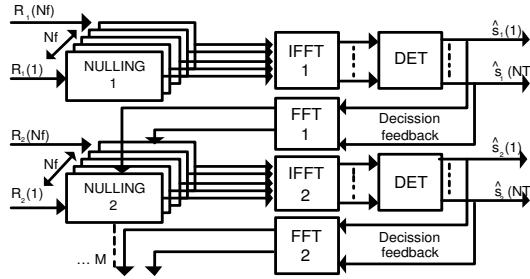 R₁(Nf)
Nf
R₁(1)
NULLING
1
IFFT
1
DET
ŝ₁(1)
ŝ₁(NT
FFT
1
Decission
feedback
R₂(Nf)
Nf
R₂(1)
NULLING
2
IFFT
2
DET
ŝ₂(1)
(NT
FFT
2
Decission
feedback
... M